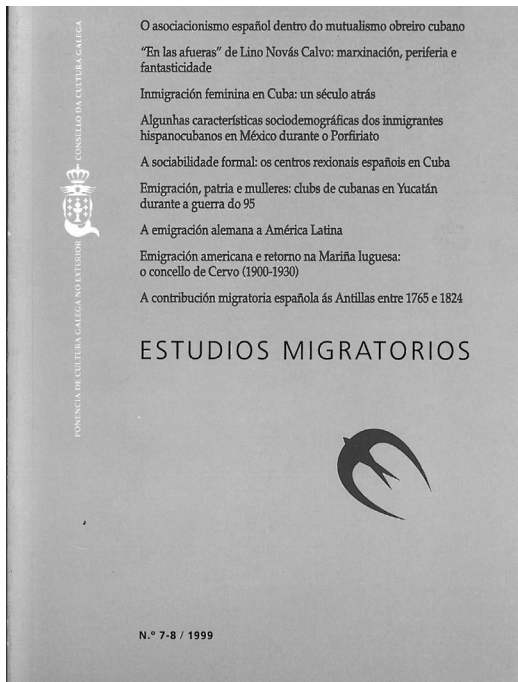 O asociacionismo español dentro do mutualismo obreiro cubano
"En las afueras" de Lino Novás Calvo: marxinación, periferia e
fantasticidade
Inmigración feminina en Cuba: un século atrás
Algunhas características sociodemográficas dos inmigrantes
hispanocubanos en México durante o Porfiriato
A sociabilidade formal: os centros rexionais españois en Cuba
Emigración, patria e mulleres: clubs de cubanas en Yucatán
durante a guerra do 95
A emigración alemana a América Latina
Emigración americana e retorno na Mariña luguesa:
o concello de Cervo (1900-1930)
A contribución migratoria española ás Antillas entre 1765 e 1824
ESTUDIOS MIGRATORIOS
N.º 7-8 / 1999
PONENCIA DE CULTURA GALEGA NO EXTERIOR
CONSELLO DA CULTURA GALEGA